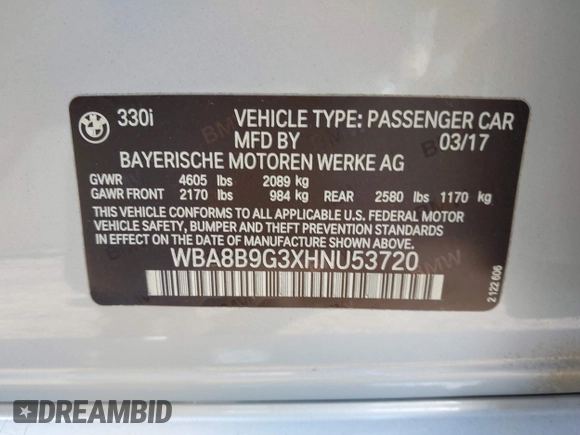 330i VEHICLE TYPE: PASSENGER CAR
MFD BY 03/17
BAYERISCHE MOTOREN WERKE AG
GVWR 4605 lbs 2089 kg
GAWR FRONT 2170 lbs 984 kg REAR 2580 lbs 1170 kg
THIS VEHICLE CONFORMS TO ALL APPLICABLE U.S. FEDERAL MOTOR
VEHICLE SAFETY, BUMPER AND THEFT PREVENTION STANDARDS
IN EFFECT ON THE DATE OF MANUFACTURE SHOWN ABOVE.
WBA8B9G3XHNU53720
2 122 606
DREAMBID